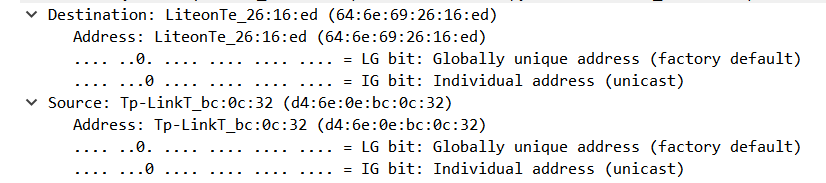 Destination: LiteonTe_26:16:ed (64:6e:69:26:16:ed)
Address: LiteonTe_26:16:ed (64:6e:69:26:16:ed)
.... ..0. .... .... .... .... = LG bit: Globally unique address (factory default)
.... ...0 .... .... .... .... = IG bit: Individual address (unicast)
Source: Tp-LinkT_bc:0c:32 (d4:6e:0e:bc:0c:32)
Address: Tp-LinkT_bc:0c:32 (d4:6e:0e:bc:0c:32)
.... ..0. .... .... .... .... = LG bit: Globally unique address (factory default)
.... ...0 .... .... .... .... = IG bit: Individual address (unicast)